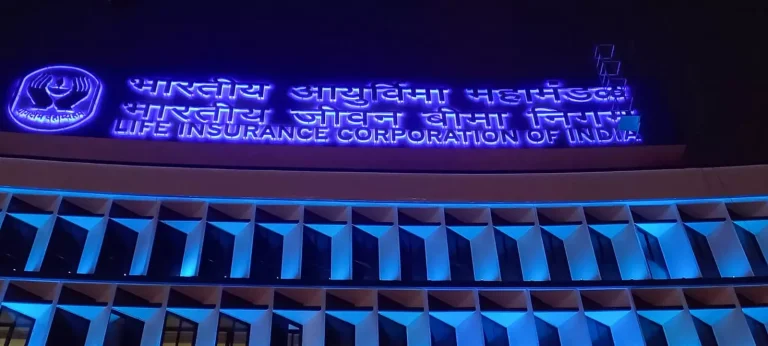 भारतीय आयुर्विमा महामंडळ
भारतीय जीवन बीमा निगम
LIFE INSURANCE CORPORATION OF INDIA